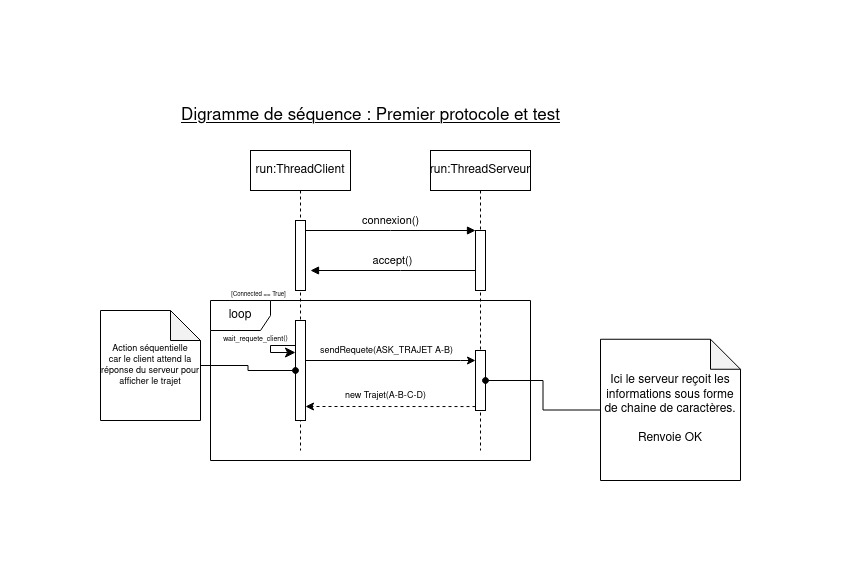 Digramme de séquence : Premier protocole et test
run:ThreadClient
run:ThreadServeur
connexion()
accept()
[Connected == True]
loop
wait_requete_client()
sendRequete(ASK_TRAJET A-B)
new Trajet(A-B-C-D)
Action séquentielle
car le client attend la
réponse du serveur pour
afficher le trajet
Ici le serveur reçoit les
informations sous forme
de chaine de caractères.
Renvoie OK